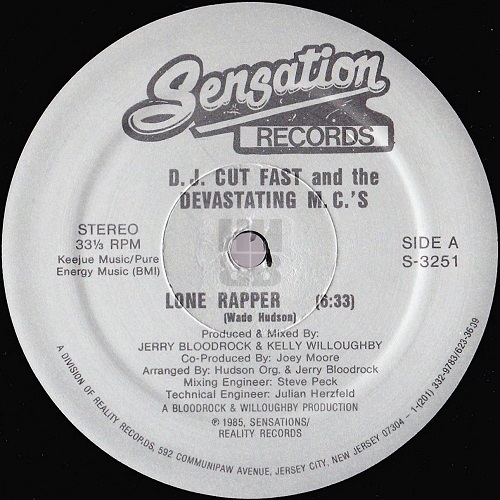 Sensation
RECORDS
D.J. CUT FAST and the
DEVASTATING M.C.'S
STEREO
33⅓ RPM
Keejue Music/Pure
Energy Music (BMI)
SIDE A
S-3251
LONE RAPPER (6:33)
(Wade Hudson)
Produced & Mixed By:
JERRY BLOODROCK & KELLY WILLOUGHBY
Co-Produced By: Joey Moore
Arranged By: Hudson Org. & Jerry Bloodrock
Mixing Engineer: Steve Peck
Technical Engineer: Julian Herzfeld
A BLOODROCK & WILLOUGHBY PRODUCTION
℗ 1985, SENSATIONS/
REALITY RECORDS
A DIVISION OF REALITY RECORDS, 592 COMMUNIPAW AVENUE, JERSEY CITY, NEW JERSEY 07304 – 1-(201) 332-9783/623-3639